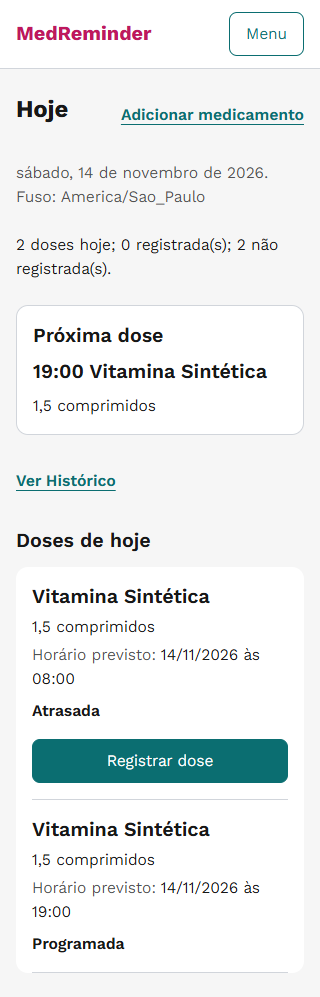 MedReminder
Menu
Hoje
Adicionar medicamento
sábado, 14 de novembro de 2026.
Fuso: America/Sao_Paulo
2 doses hoje; 0 registrada(s); 2 não
registrada(s).
Próxima dose
19:00 Vitamina Sintética
1,5 comprimidos
Ver Histórico
Doses de hoje
Vitamina Sintética
1,5 comprimidos
Horário previsto: 14/11/2026 às
08:00
Atrasada
Registrar dose
Vitamina Sintética
1,5 comprimidos
Horário previsto: 14/11/2026 às
19:00
Programada